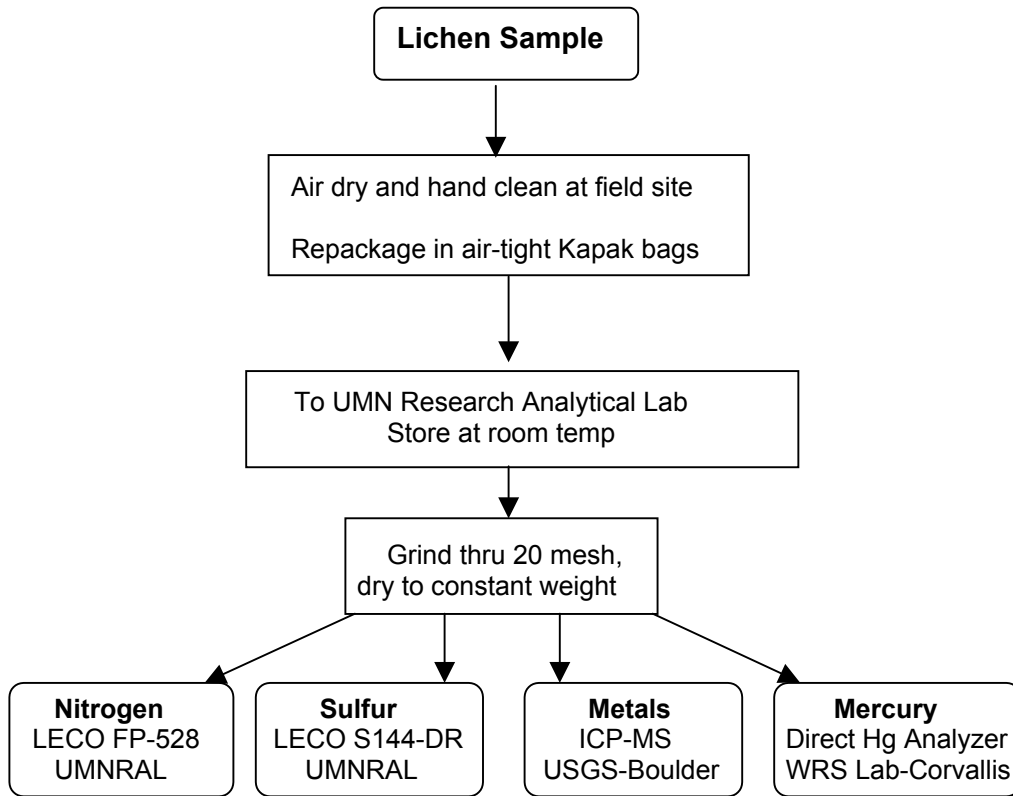 Lichen Sample
Air dry and hand clean at field site
Repackage in air-tight Kapak bags
To UMN Research Analytical Lab
Store at room temp
Grind thru 20 mesh,
dry to constant weight
Nitrogen
LECO FP-528
UMNRAL
Sulfur
LECO S144-DR
UMNRAL
Metals
ICP-MS
USGS-Boulder
Mercury
Direct Hg Analyzer
WRS Lab-Corvallis